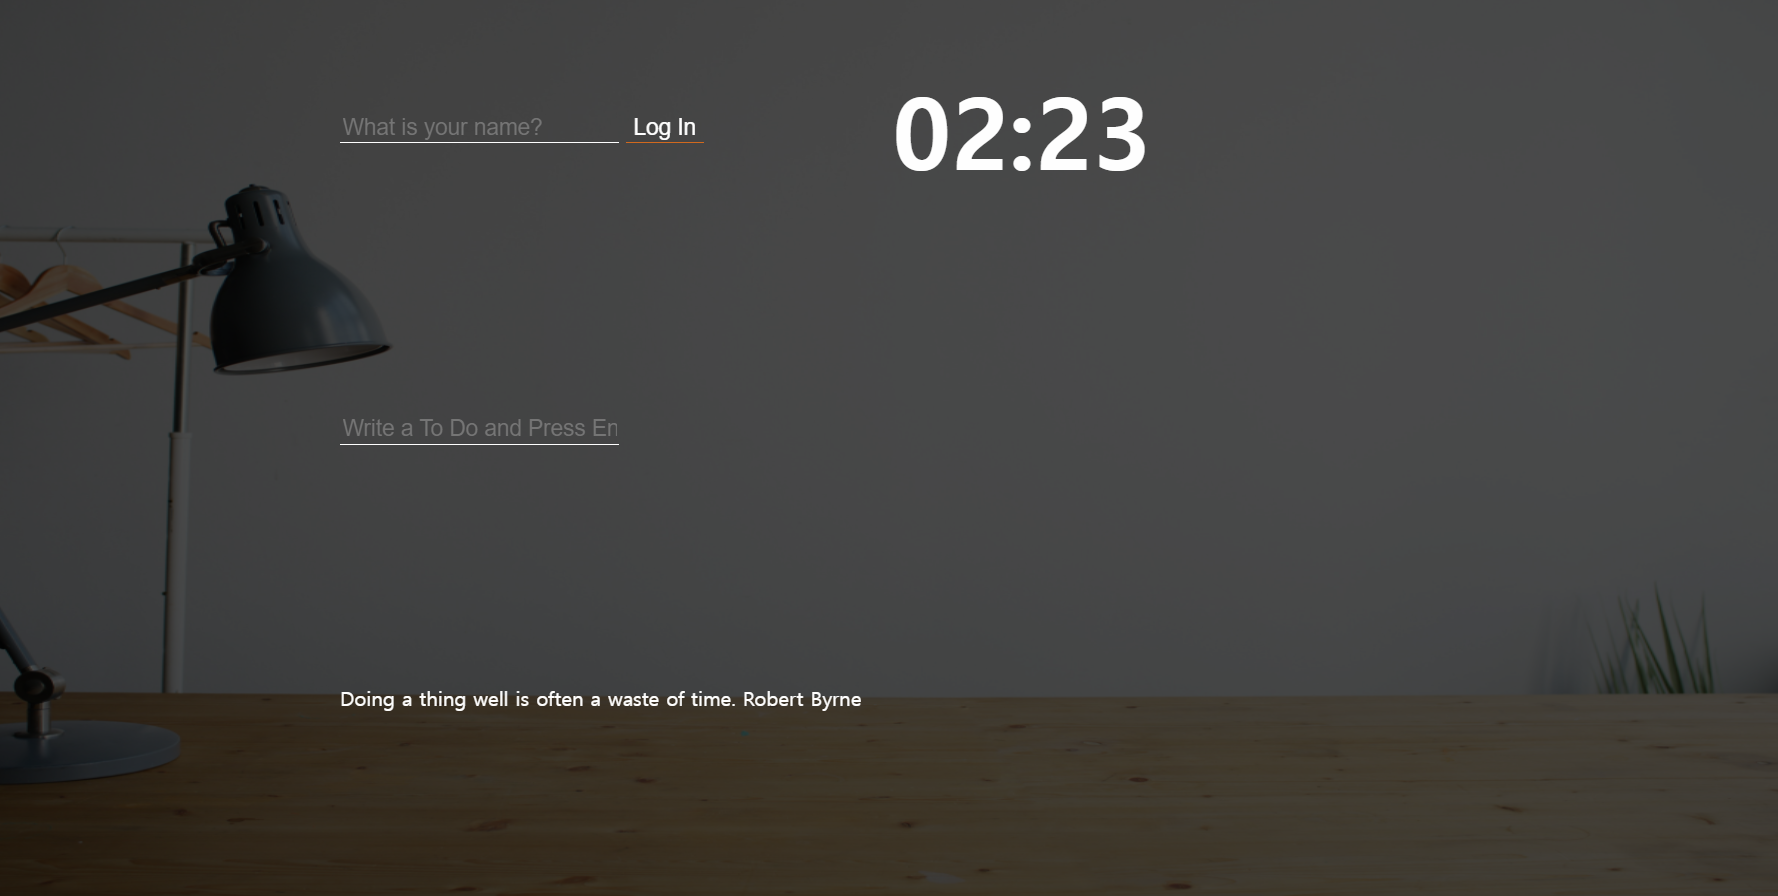 What is your name? Log In
02:23
Write a To Do and Press En
Doing a thing well is often a waste of time. Robert Byrne